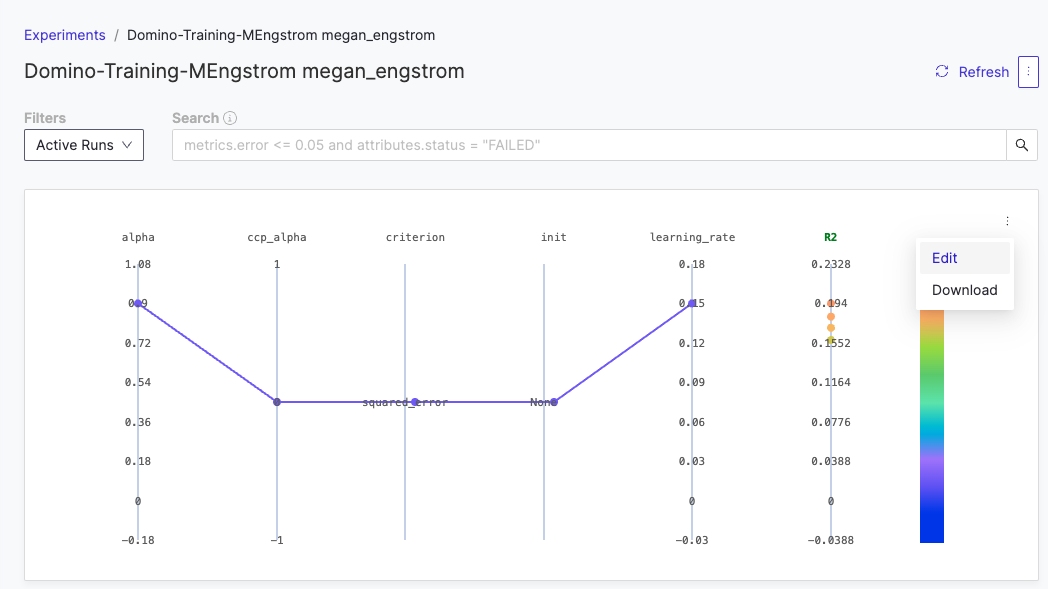 Experiments / Domino-Training-MEngstrom megan_engstrom
Domino-Training-MEngstrom megan_engstrom
Refresh
Filters
Search
Active Runs
metrics.error <= 0.05 and attributes.status = "FAILED"
alpha ccp_alpha criterion init learning_rate R2
Edit
1.08 1 0.18 0.2328
Download
0.9 0.15 0.194
0.72 0.12 0.1552
0.54 0.09 0.1164
squared_error None
0.36 0.06 0.0776
0.18 0.03 0.0388
0 0 0
−0.18 −1 −0.03 −0.0388